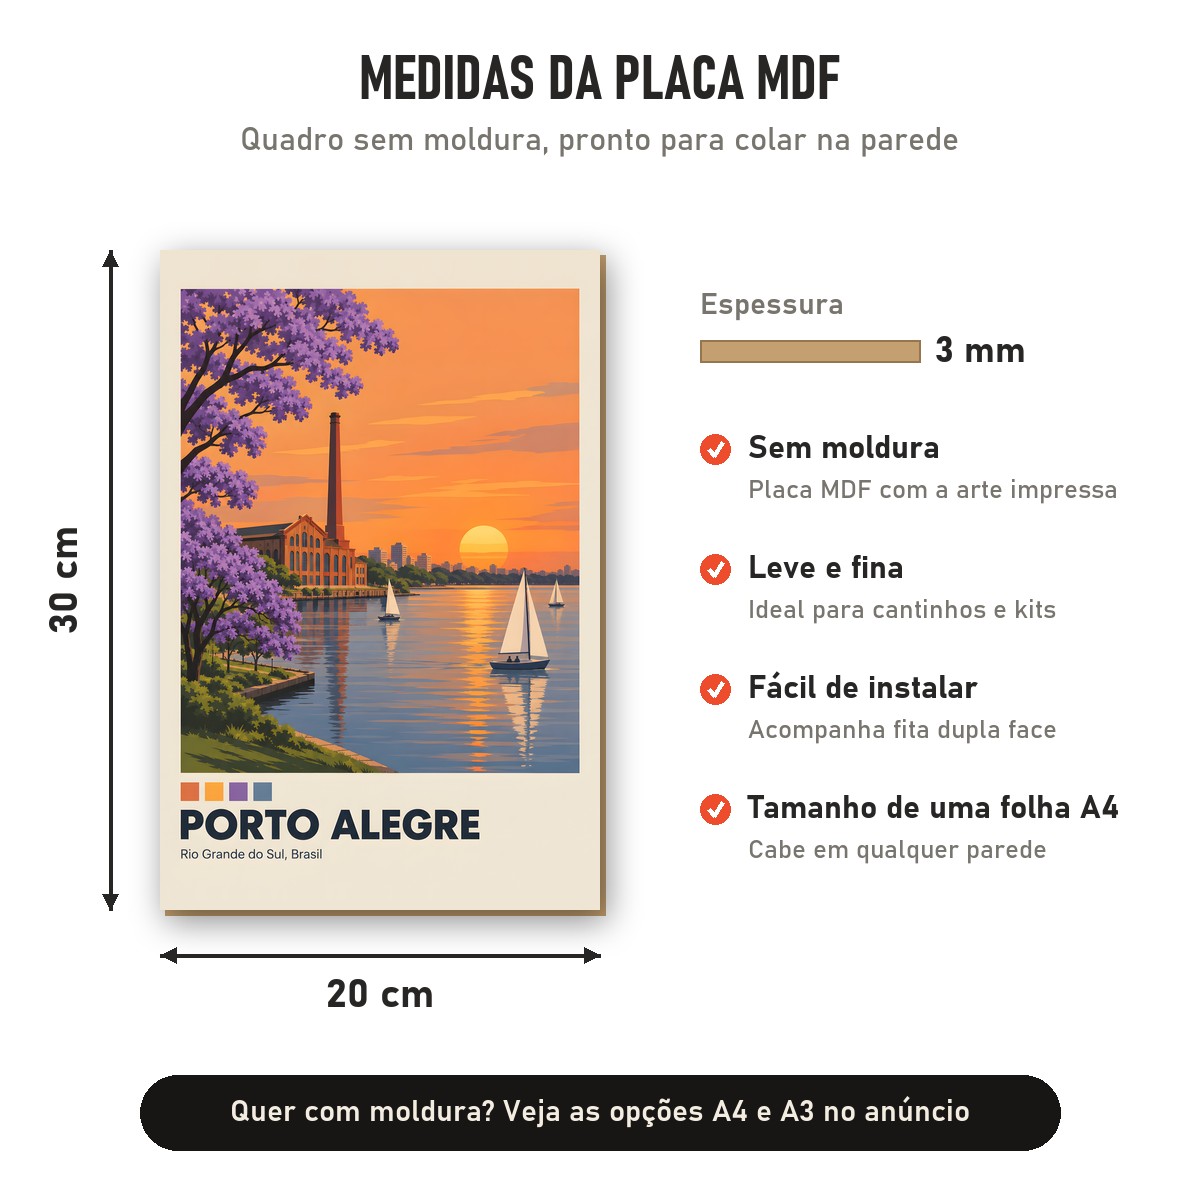 MEDIDAS DA PLACA MDF
Quadro sem moldura, pronto para colar na parede
30 cm
PORTO ALEGRE
Rio Grande do Sul, Brasil
20 cm
Espessura
3 mm
Sem moldura
Placa MDF com a arte impressa
Leve e fina
Ideal para cantinhos e kits
Fácil de instalar
Acompanha fita dupla face
Tamanho de uma folha A4
Cabe em qualquer parede
Quer com moldura? Veja as opções A4 e A3 no anúncio